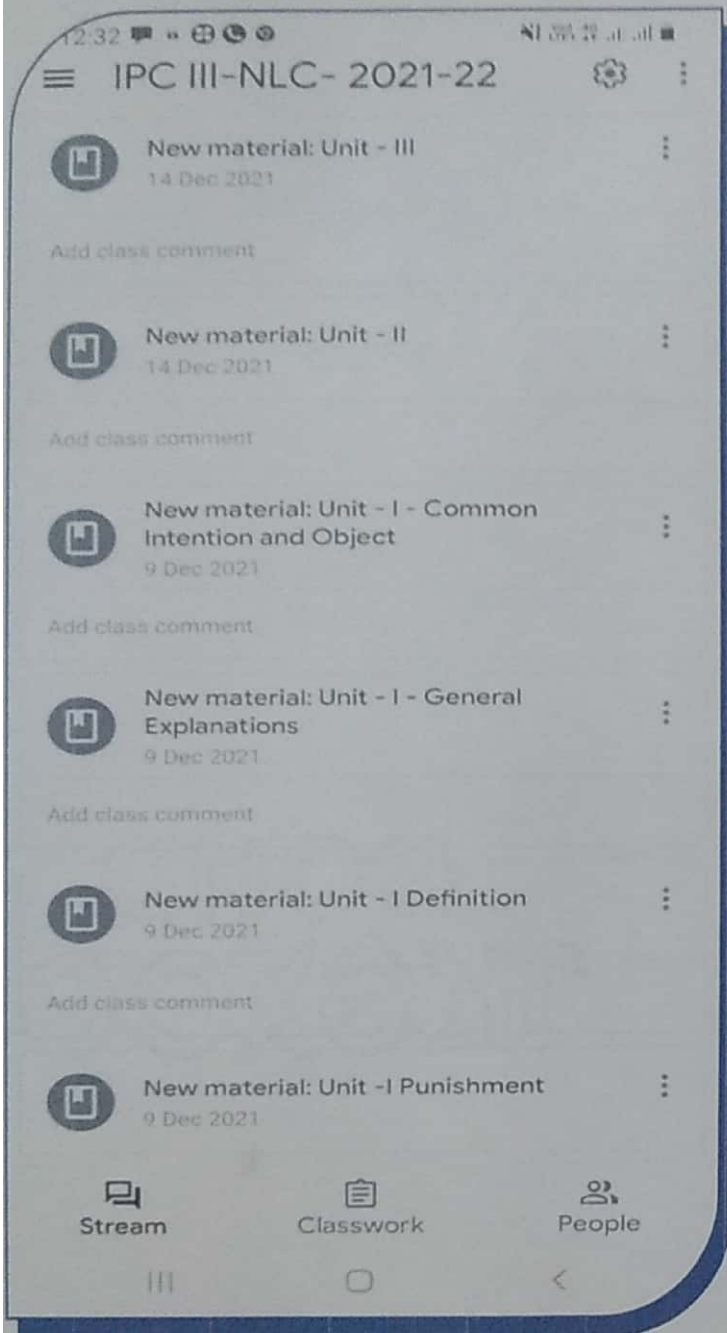 12:32
IPC III-NLC- 2021-22
New material: Unit - III
14 Dec 2021
Add class comment
New material: Unit - II
14 Dec 2021
Add class comment
New material: Unit - I - Common
Intention and Object
9 Dec 2021
Add class comment
New material: Unit - I - General
Explanations
9 Dec 2021
Add class comment
New material: Unit - I Definition
9 Dec 2021
Add class comment
New material: Unit -I Punishment
9 Dec 2021
Stream
Classwork
People